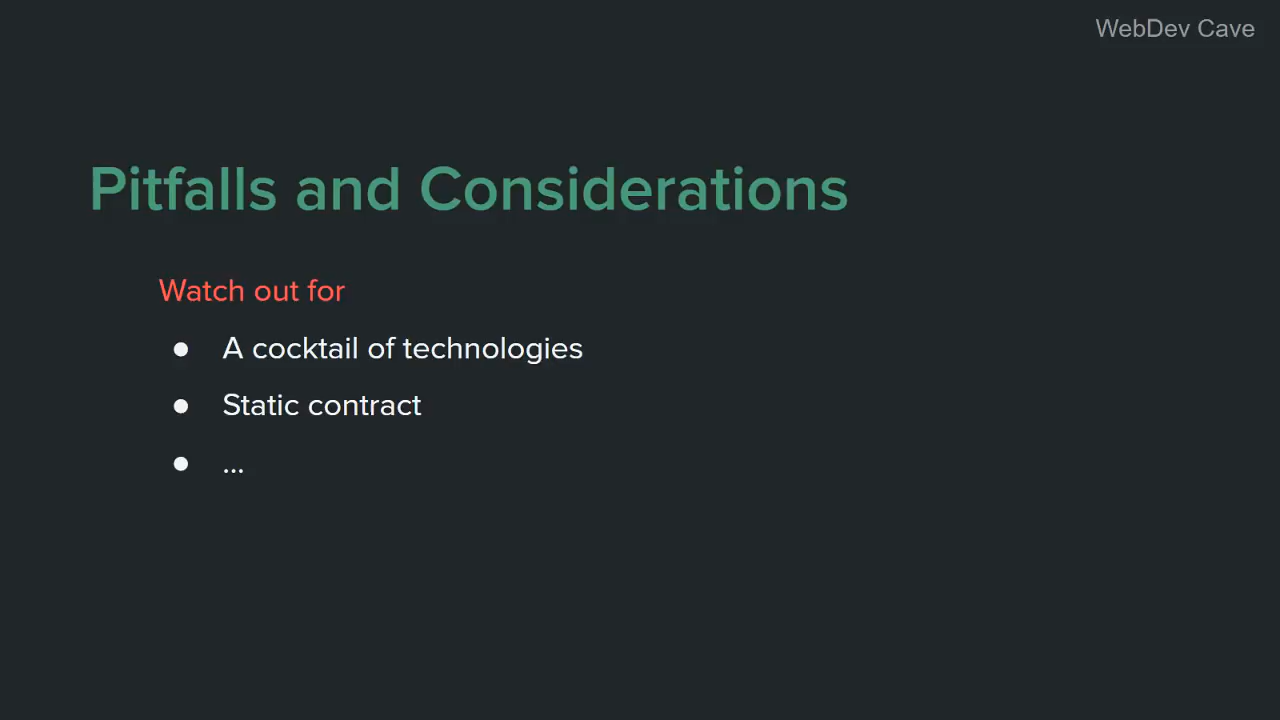 WebDev Cave
Pitfalls and Considerations
Watch out for
● A cocktail of technologies
● Static contract
● ...